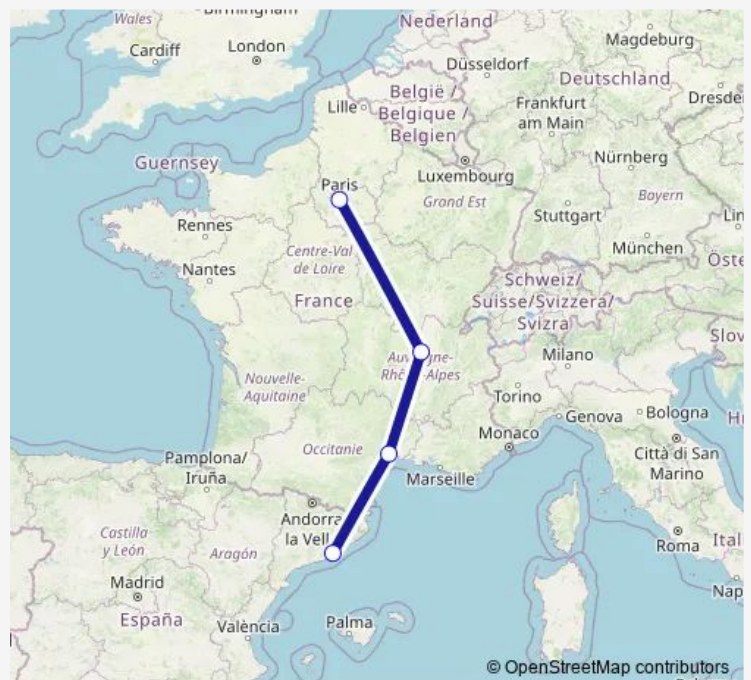 Birmingham
Wales
Cardiff
London
Nederland
Magdeburg
Düsseldorf
Deutschland
Lille
België /
Belgique /
Belgien
Frankfurt
am Main
Guernsey
Luxembourg
Nürnberg
Paris
Grand Est
Bayern
Rennes
Stuttgart
Centre-Val
de Loire
München
Nantes
France
Schweiz/
Suisse/Svizzera/
Svizra
Milano
Nouvelle-
Aquitaine
Torino
Genova
Bologna
Monaco
Occitanie
Città di San
Marino
Pamplona/
Iruña
Marseille
Andorra
Castilla
y León
Aragón
Roma
Madrid
España
València
Palma
© OpenStreetMap contributors